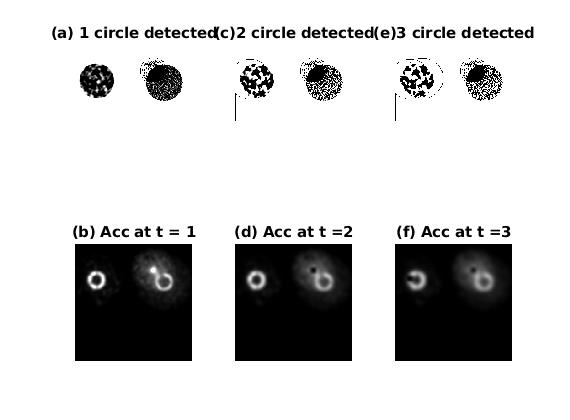 (a) 1 circle detected(c)2 circle detected(e)3 circle detected
(b) Acc at t = 1 (d) Acc at t =2 (f) Acc at t =3